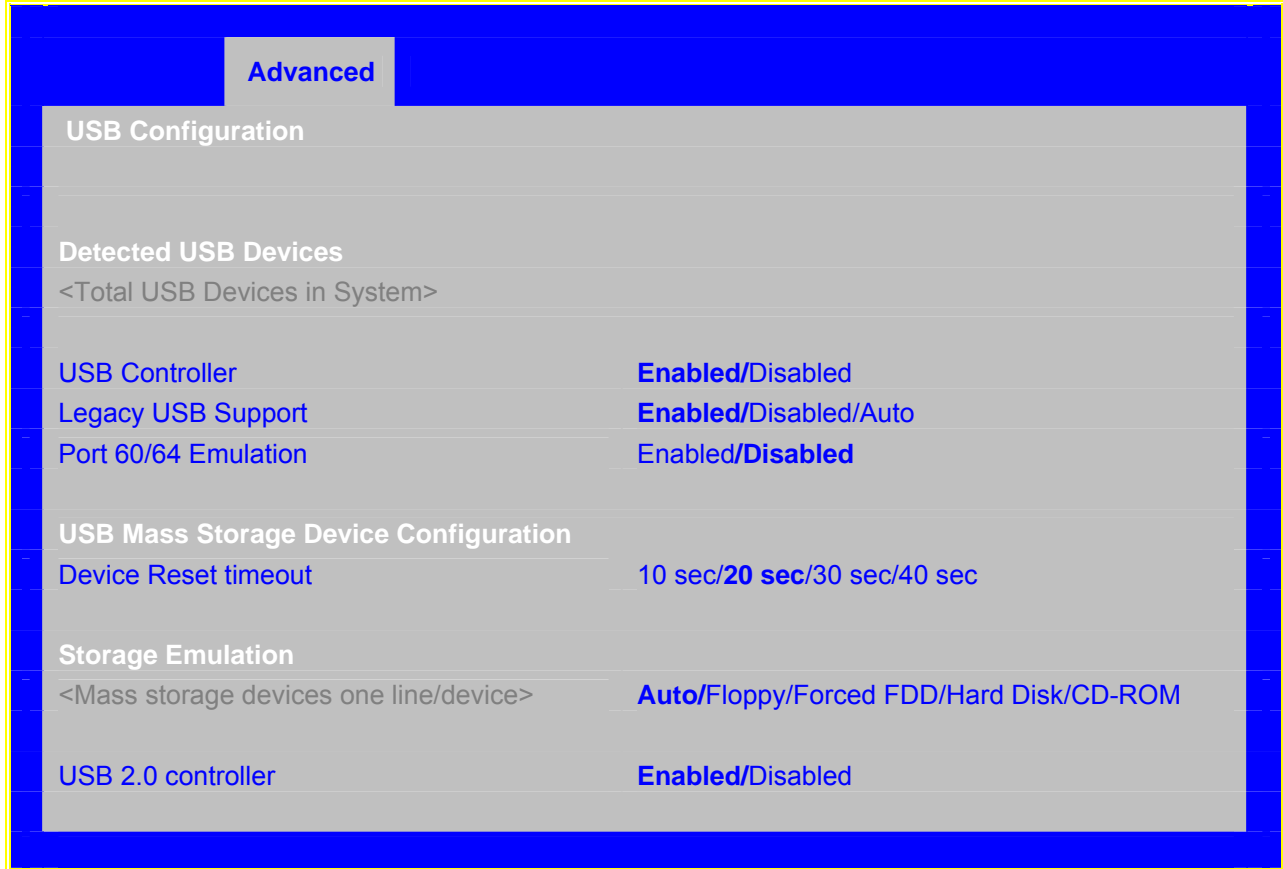 Advanced
USB Configuration
Detected USB Devices
<Total USB Devices in System>
USB Controller Enabled/Disabled
Legacy USB Support Enabled/Disabled/Auto
Port 60/64 Emulation Enabled/Disabled
USB Mass Storage Device Configuration
Device Reset timeout 10 sec/20 sec/30 sec/40 sec
Storage Emulation
<Mass storage devices one line/device> Auto/Floppy/Forced FDD/Hard Disk/CD-ROM
USB 2.0 controller Enabled/Disabled